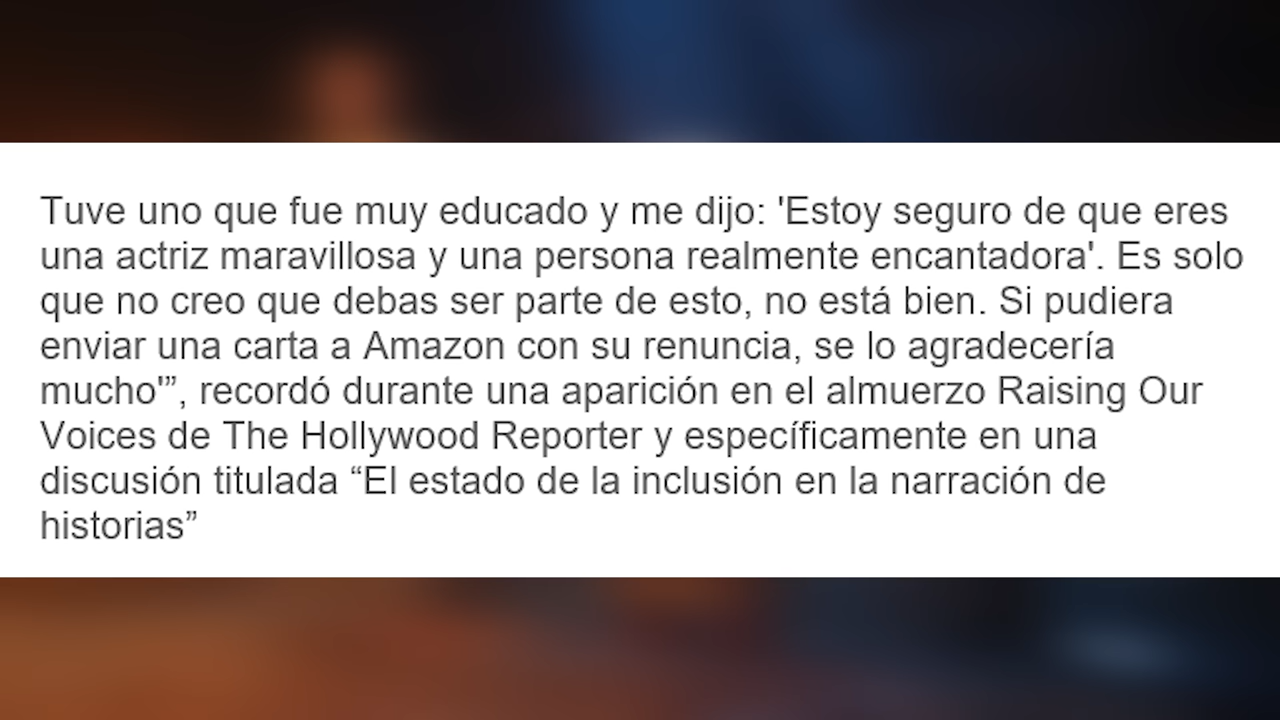 Tuve uno que fue muy educado y me dijo: 'Estoy seguro de que eres
una actriz maravillosa y una persona realmente encantadora'. Es solo
que no creo que debas ser parte de esto, no está bien. Si pudiera
enviar una carta a Amazon con su renuncia, se lo agradecería
mucho'”, recordó durante una aparición en el almuerzo Raising Our
Voices de The Hollywood Reporter y específicamente en una
discusión titulada “El estado de la inclusión en la narración de
historias”